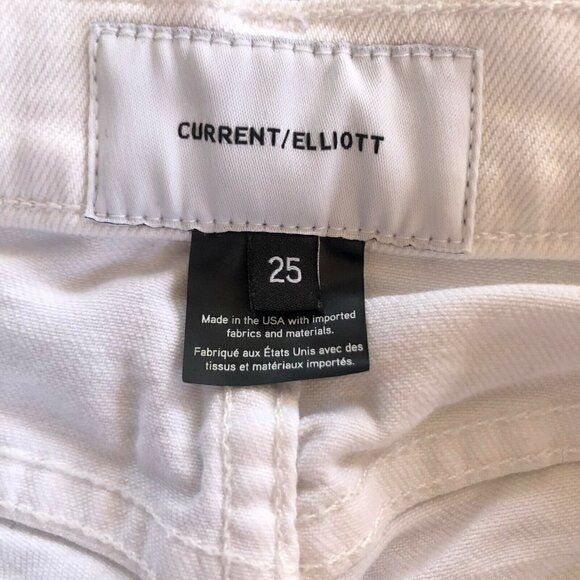 CURRENT/ELLIOTT
25
Made in the USA with imported
fabrics and materials.
Fabriqué aux États Unis avec des
tissus et matériaux importés.